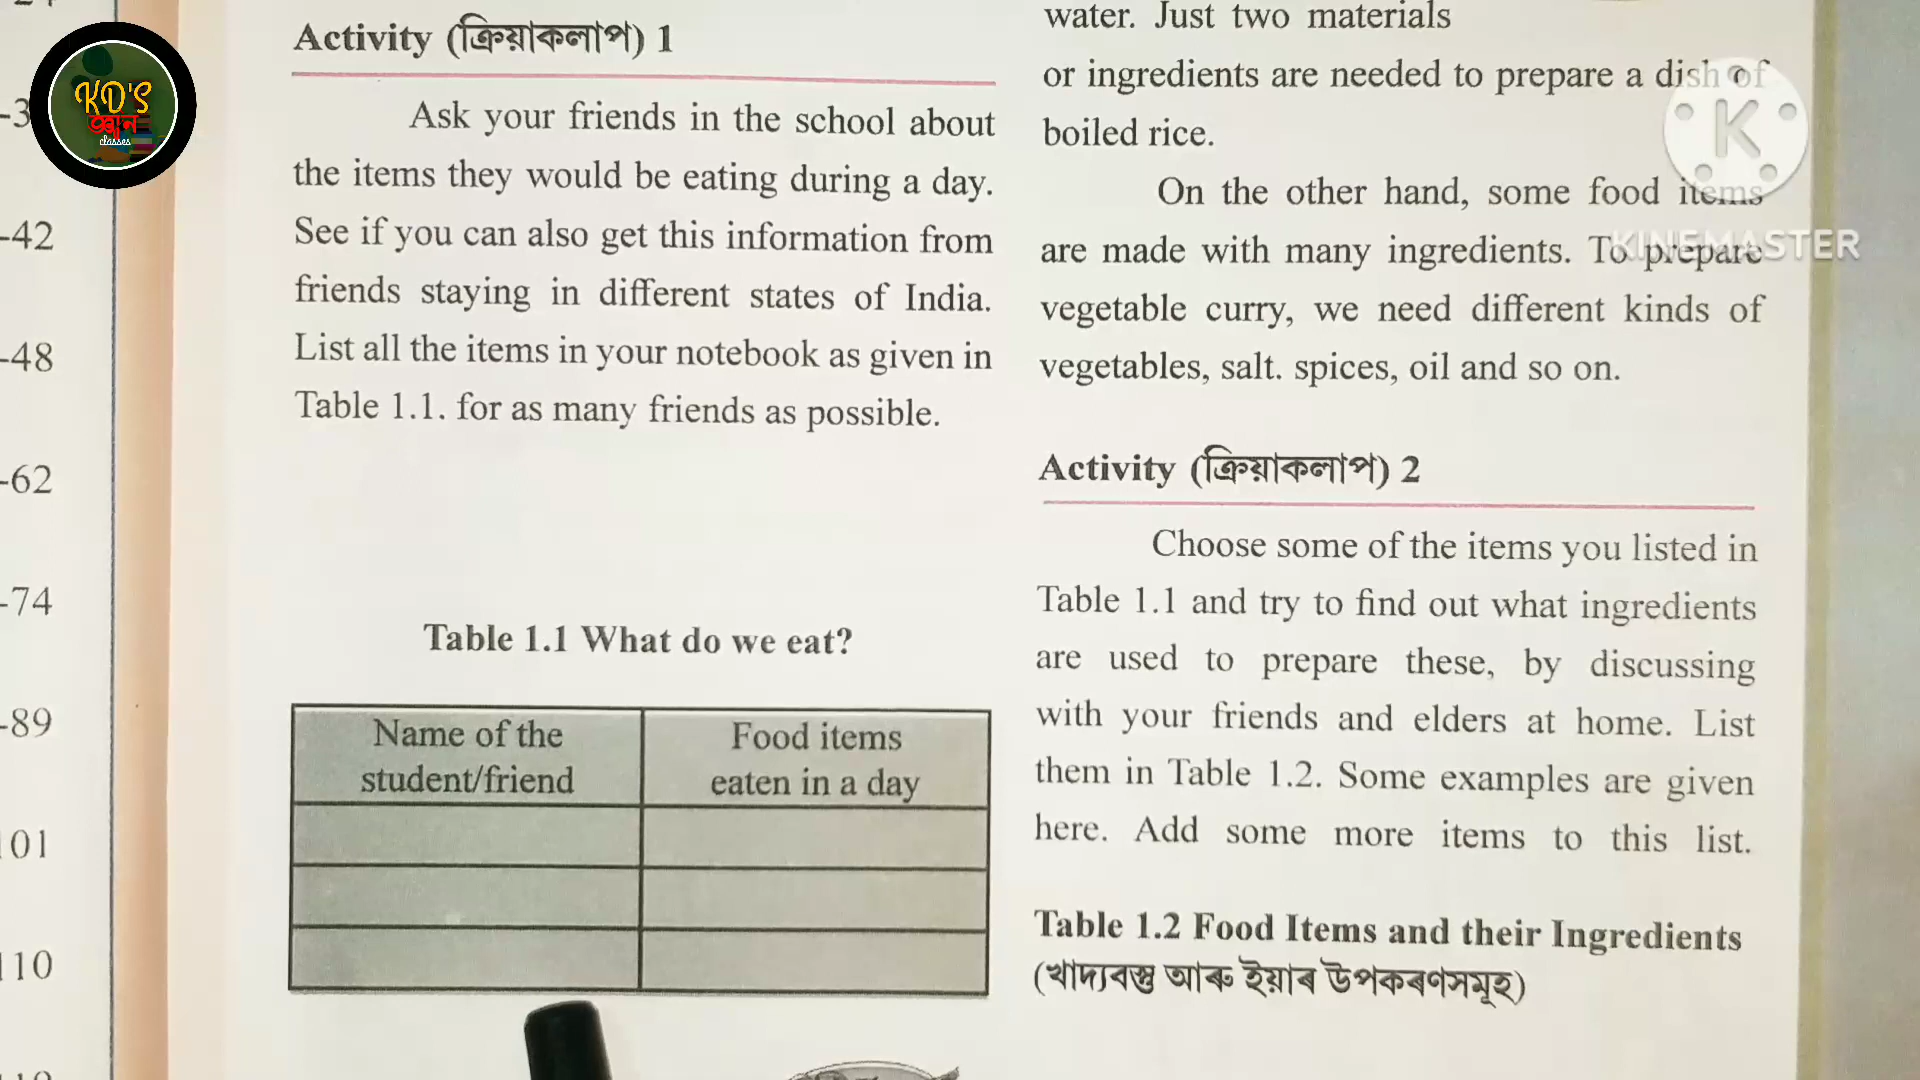 KD'S
জ্ঞান
classes
-42
-48
-62
-74
-89
101
110
Activity (ক্রিয়াকলাপ) 1
Ask your friends in the school about
the items they would be eating during a day.
See if you can also get this information from
friends staying in different states of India.
List all the items in your notebook as given in
Table 1.1. for as many friends as possible.
Table 1.1 What do we eat?
Name of the
student/friend
Food items
eaten in a day
water. Just two materials
or ingredients are needed to prepare a dish of
boiled rice.
On the other hand, some food items
are made with many ingredients. To prepare
vegetable curry, we need different kinds of
vegetables, salt. spices, oil and so on.
Activity (ক্রিয়াকলাপ) 2
Choose some of the items you listed in
Table 1.1 and try to find out what ingredients
are used to prepare these, by discussing
with your friends and elders at home. List
them in Table 1.2. Some examples are given
here. Add some more items to this list.
Table 1.2 Food Items and their Ingredients
(খাদ্যবস্তু আৰু ইয়াৰ উপকৰণসমূহ)
K
KINEMASTER